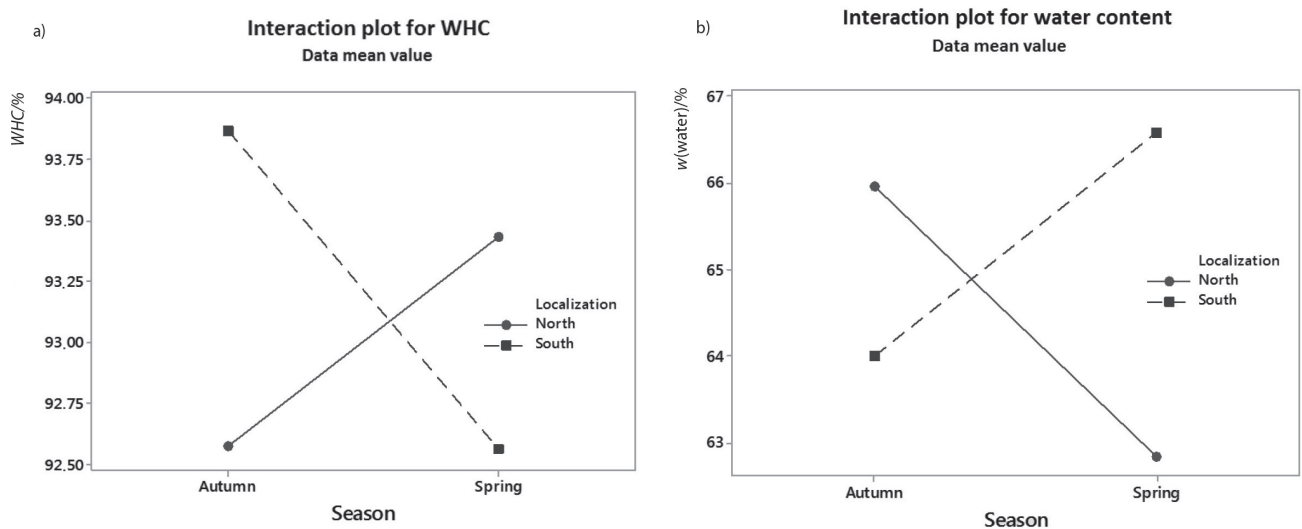 a)
Interaction plot for WHC
Data mean value
WHC/%
94.00
93.75
93.50
93.25
93.00
92.75
92.50
Localization
North
South
Autumn
Spring
Season
b)
Interaction plot for water content
Data mean value
w(water)/%
67
66
65
64
63
Localization
North
South
Autumn
Spring
Season